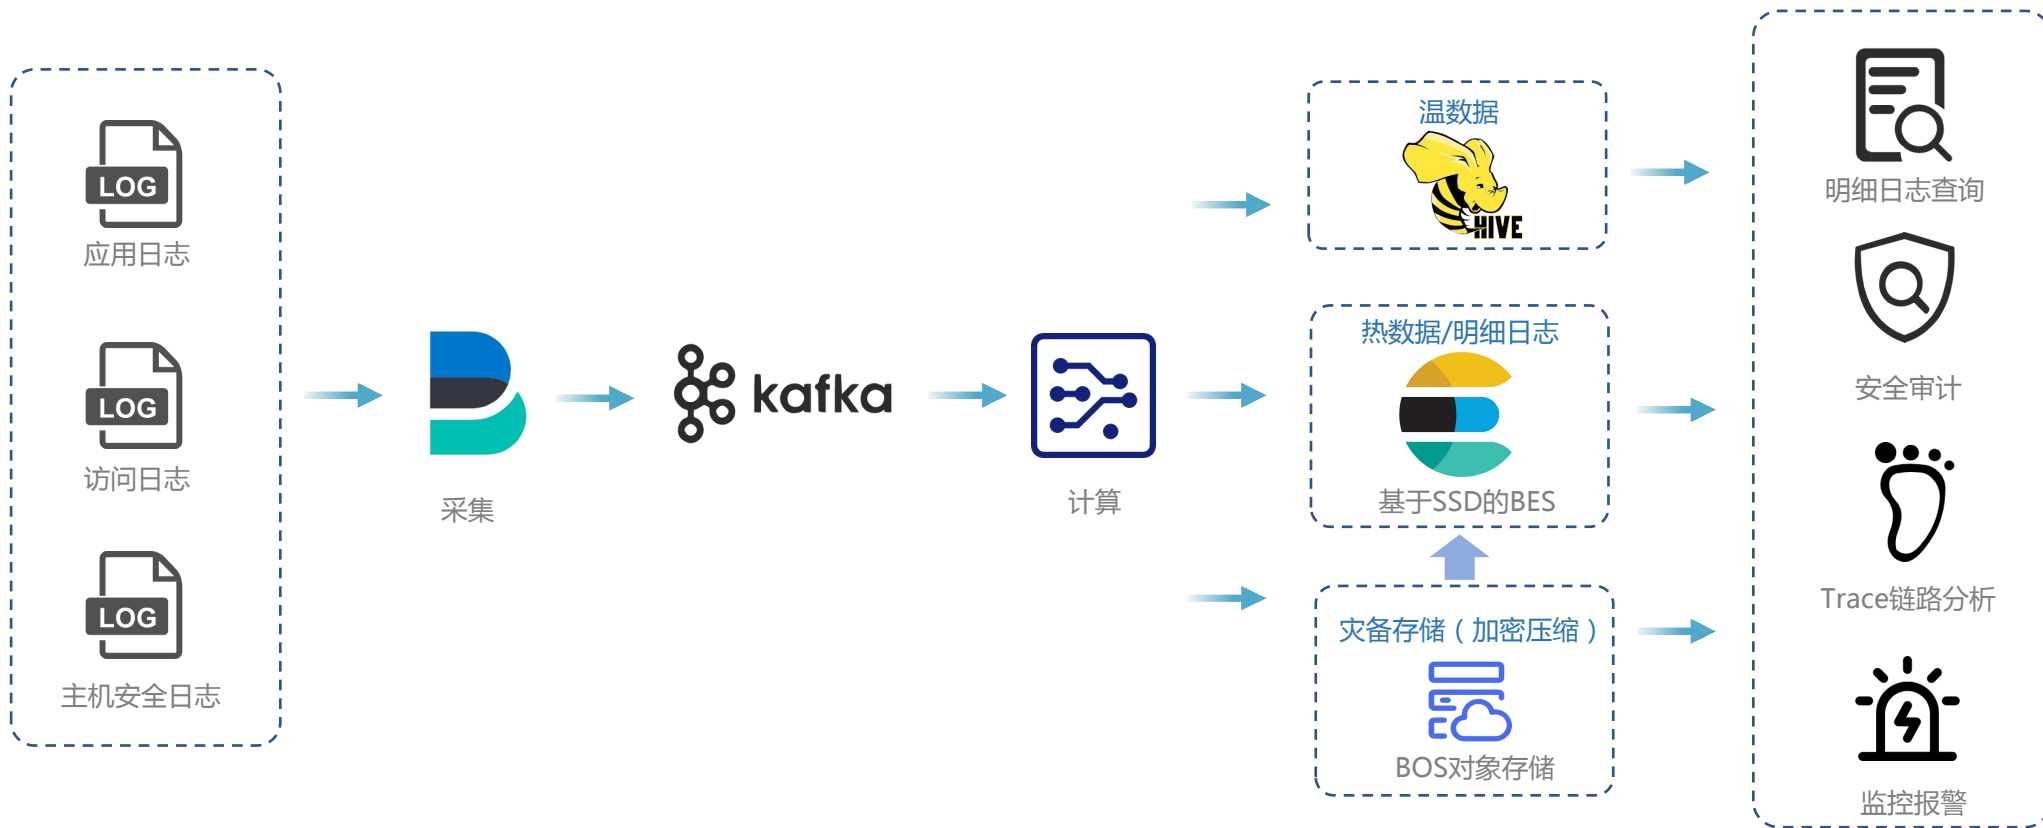 LOG
应用日志
LOG
访问日志
LOG
主机安全日志
采集
kafka
计算
温数据
HIVE
热数据/明细日志
基于SSD的BES
灾备存储（加密压缩）
BOS对象存储
明细日志查询
安全审计
Trace链路分析
监控报警